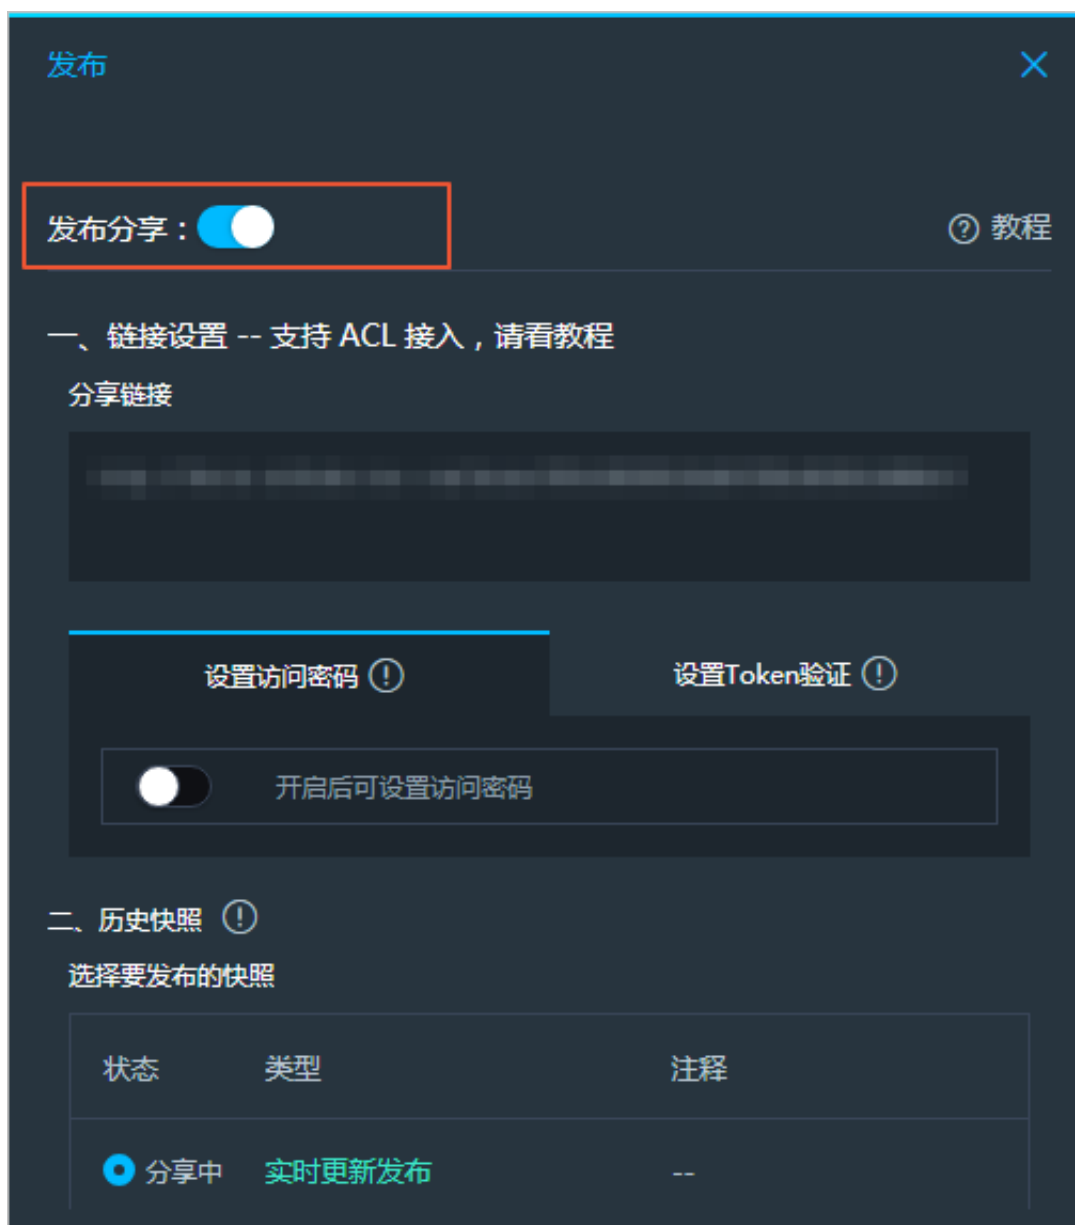 发布
发布分享：
教程
一、链接设置 -- 支持 ACL 接入，请看教程
分享链接
设置访问密码
设置Token验证
开启后可设置访问密码
二、历史快照
选择要发布的快照
状态 类型 注释
分享中 实时更新发布 --